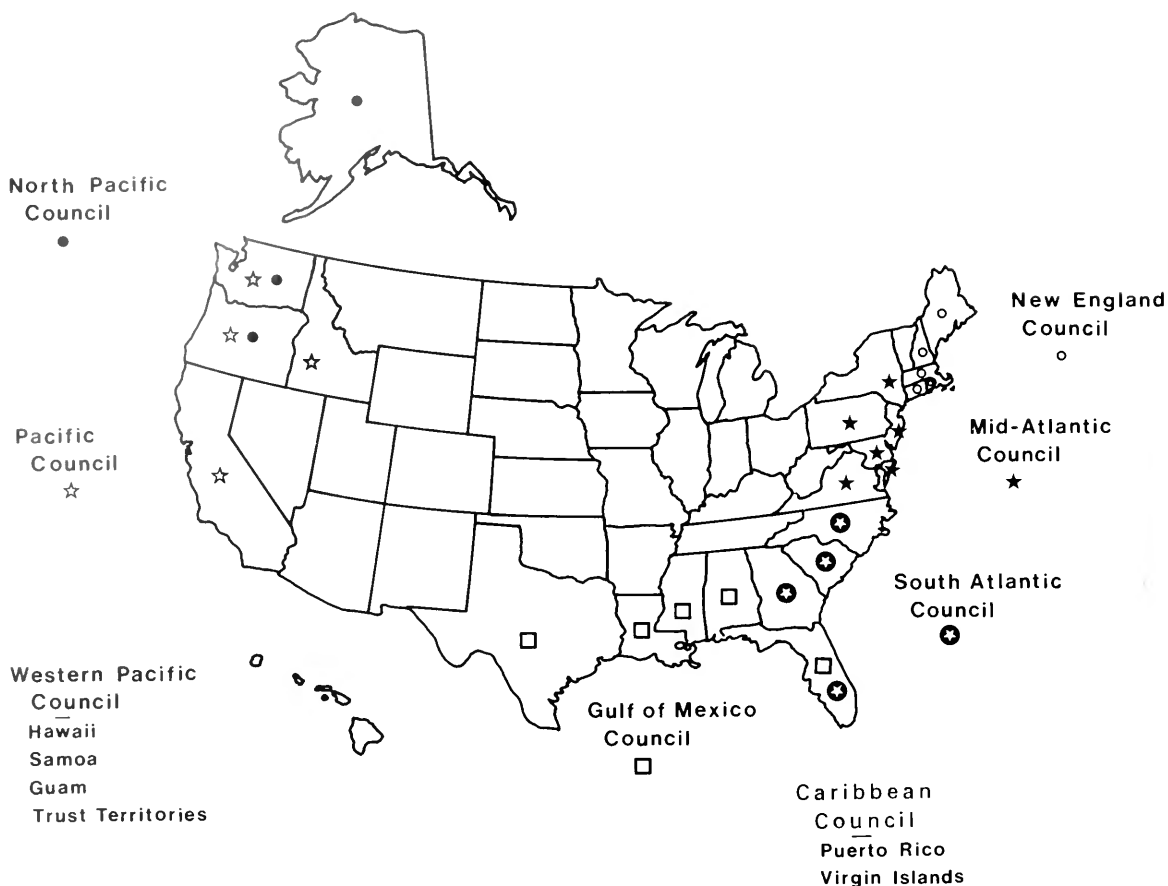 North Pacific
Council
New England
Council
Pacific
Council
Mid-Atlantic
Council
South Atlantic
Council
Western Pacific
Council
Hawaii
Samoa
Guam
Trust Territories
Gulf of Mexico
Council
Caribbean
Council
Puerto Rico
Virgin Islands